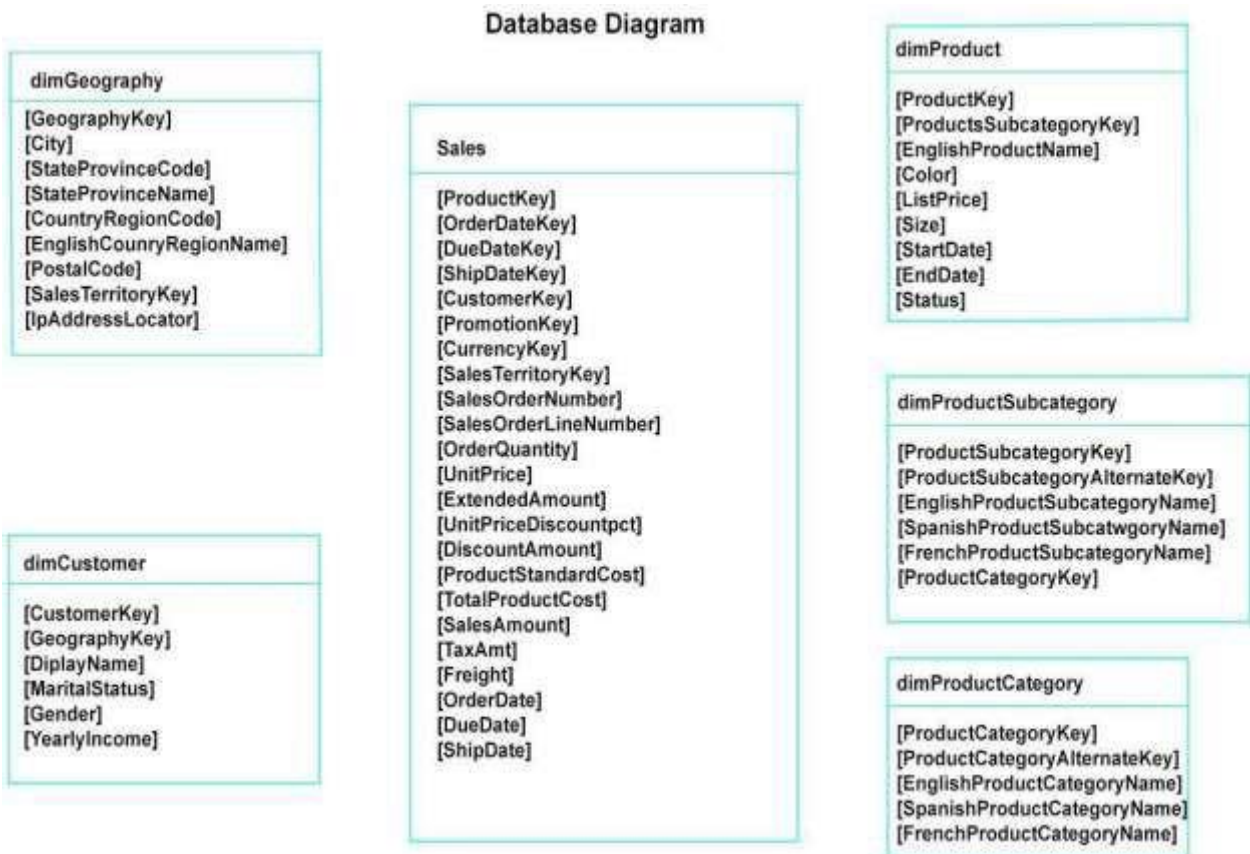 Database Diagram
dimGeography
[GeographyKey]
[City]
[StateProvinceCode]
[StateProvinceName]
[CountryRegionCode]
[EnglishCounryRegionName]
[PostalCode]
[SalesTerritoryKey]
[IpAddressLocator]
dimCustomer
[CustomerKey]
[GeographyKey]
[DiplayName]
[MaritalStatus]
[Gender]
[YearlyIncome]
Sales
[ProductKey]
[OrderDateKey]
[DueDateKey]
[ShipDateKey]
[CustomerKey]
[PromotionKey]
[CurrencyKey]
[SalesTerritoryKey]
[SalesOrderNumber]
[SalesOrderLineNumber]
[OrderQuantity]
[UnitPrice]
[ExtendedAmount]
[UnitPriceDiscountpct]
[DiscountAmount]
[ProductStandardCost]
[TotalProductCost]
[SalesAmount]
[TaxAmt]
[Freight]
[OrderDate]
[DueDate]
[ShipDate]
dimProduct
[ProductKey]
[ProductsSubcategoryKey]
[EnglishProductName]
[Color]
[ListPrice]
[Size]
[StartDate]
[EndDate]
[Status]
dimProductSubcategory
[ProductSubcategoryKey]
[ProductSubcategoryAlternateKey]
[EnglishProductSubcategoryName]
[SpanishProductSubcatwgoryName]
[FrenchProductSubcategoryName]
[ProductCategoryKey]
dimProductCategory
[ProductCategoryKey]
[ProductCategoryAlternateKey]
[EnglishProductCategoryName]
[SpanishProductCategoryName]
[FrenchProductCategoryName]